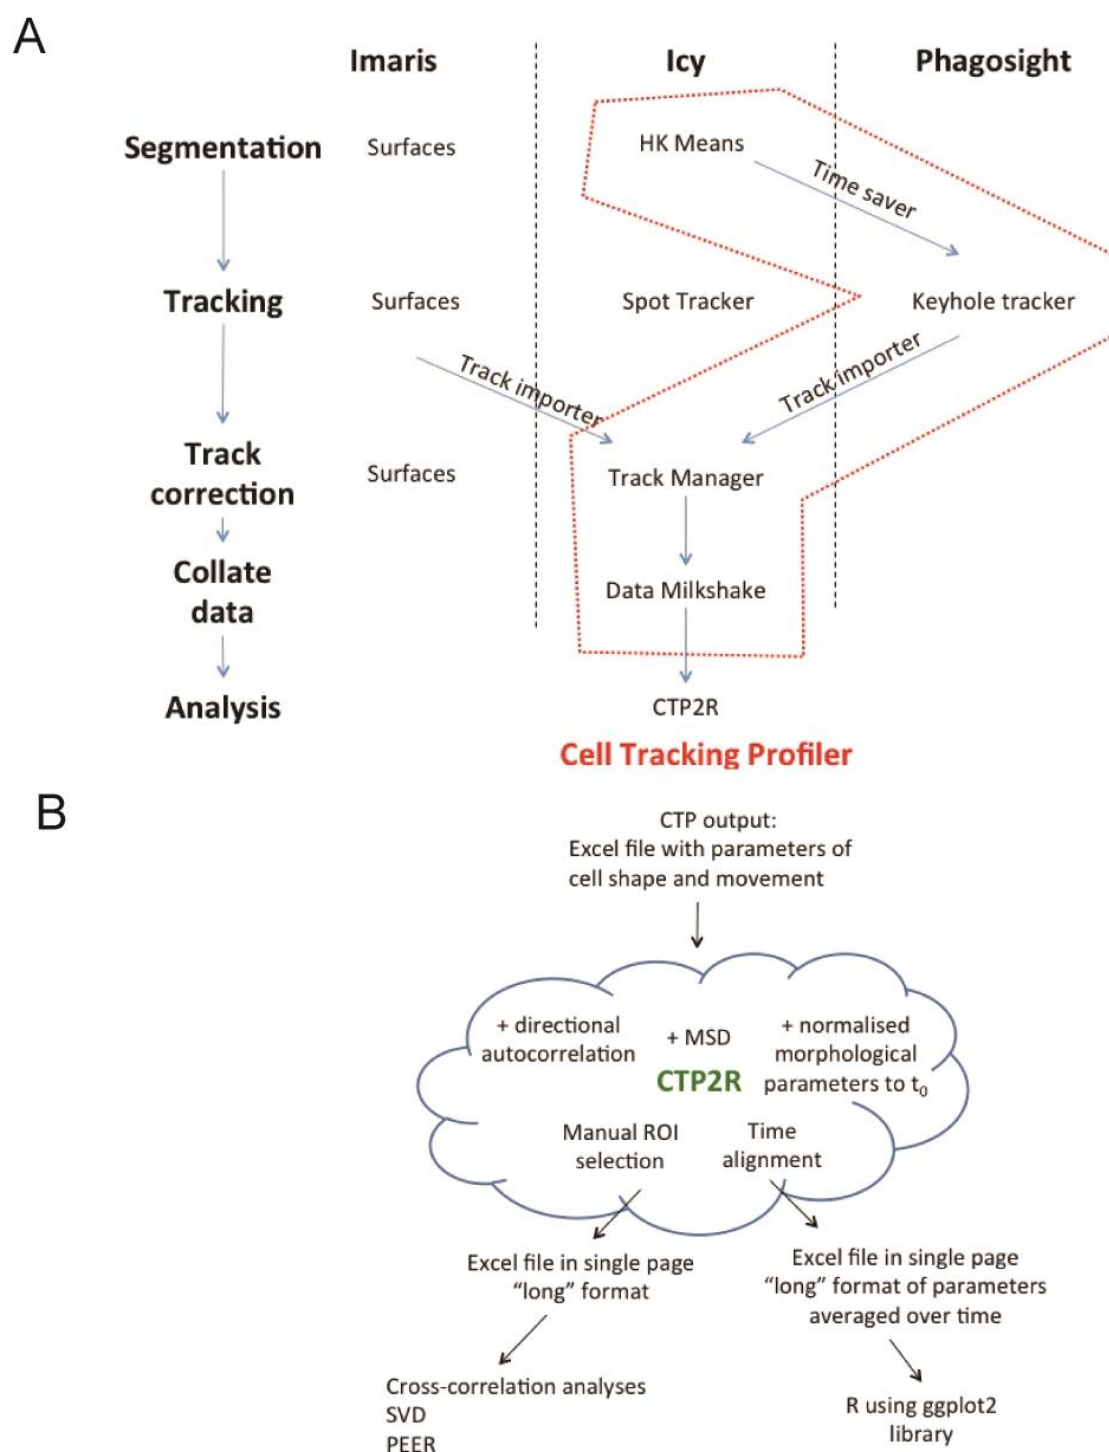 A
Imaris
Icy
Phagosight
Segmentation
Surfaces
HK Means
Time saver
Tracking
Surfaces
Spot Tracker
Keyhole tracker
Track importer
Track importer
Track
correction
Surfaces
Track Manager
Collate
data
Data Milkshake
Analysis
CTP2R
Cell Tracking Profiler
B
CTP output:
Excel file with parameters of
cell shape and movement
+ directional
autocorrelation
+ MSD
+ normalised
morphological
parameters to t0
CTP2R
Manual ROI
selection
Time
alignment
Excel file in single page
“long” format
Excel file in single page
“long” format of parameters
averaged over time
Cross-correlation analyses
SVD
PEER
R using ggplot2
library